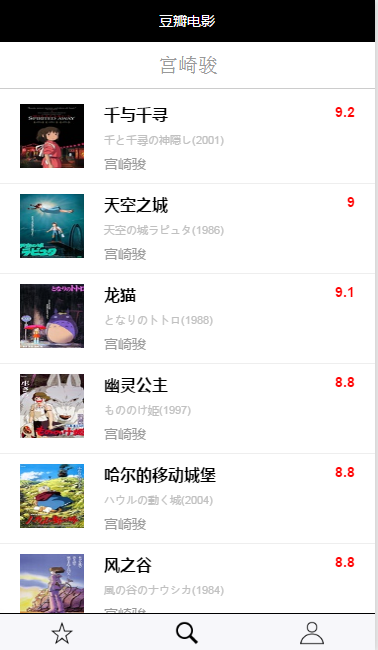 豆瓣电影
宫崎骏
千与千寻 9.2
千と千尋の神隠し(2001)
宫崎骏
天空之城 9
天空の城ラピュタ(1986)
宫崎骏
龙猫 9.1
となりのトトロ(1988)
宫崎骏
幽灵公主 8.8
もののけ姫(1997)
宫崎骏
哈尔的移动城堡 8.8
ハウルの動く城(2004)
宫崎骏
风之谷 8.8
風の谷のナウシカ(1984)
宫崎骏